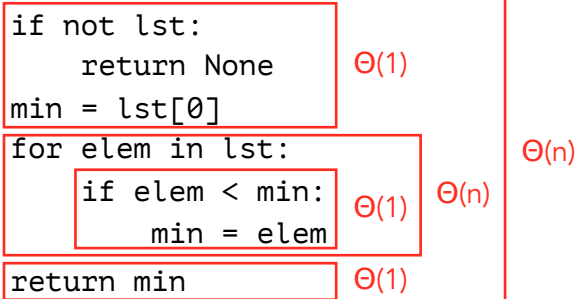 if not lst:
    return None Θ(1)
min = lst[0]
for elem in lst: Θ(n)
    if elem < min: Θ(n)
        min = elem Θ(1)
return min Θ(1)